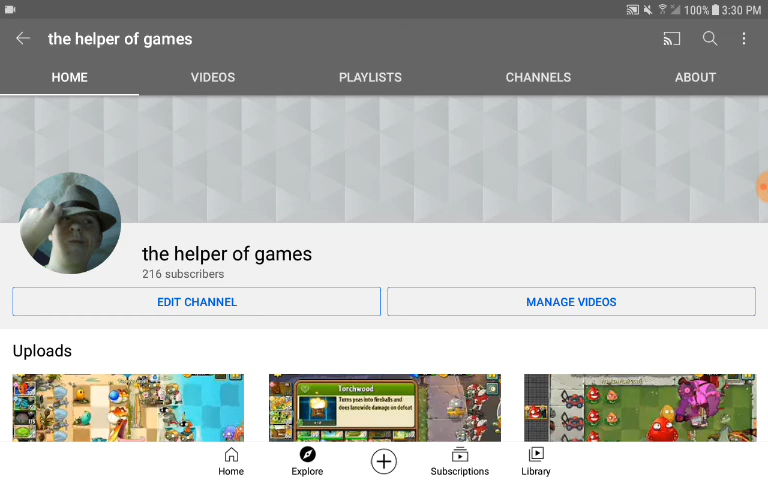 100% 3:30 PM
the helper of games
HOME VIDEOS PLAYLISTS CHANNELS ABOUT
the helper of games
216 subscribers
EDIT CHANNEL MANAGE VIDEOS
Uploads
Torchwood
Turns peas into fireballs and
does lanewide damage on defeat
Home Explore Subscriptions Library